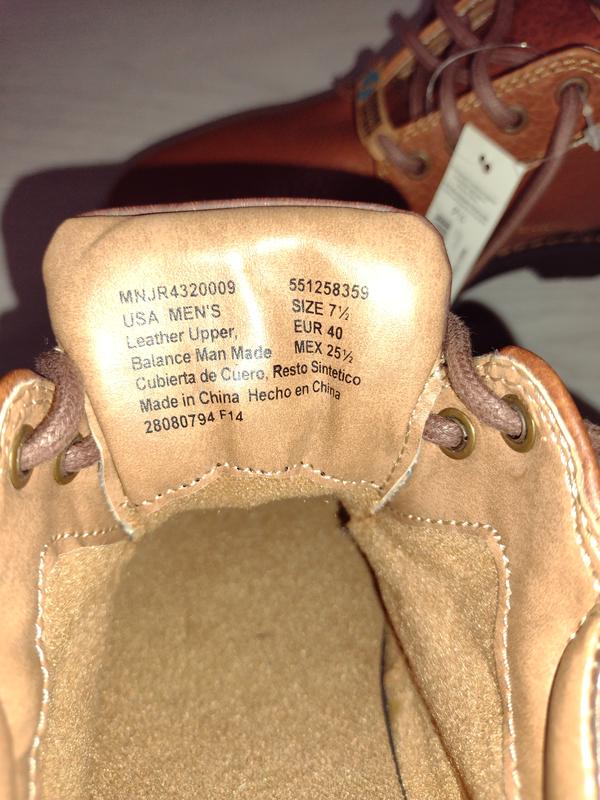 MNJR4320009 551258359
USA MEN'S SIZE 7½
Leather Upper, EUR 40
Balance Man Made MEX 25½
Cubierta de Cuero, Resto Sintetico
Made in China Hecho en China
28080794 F14